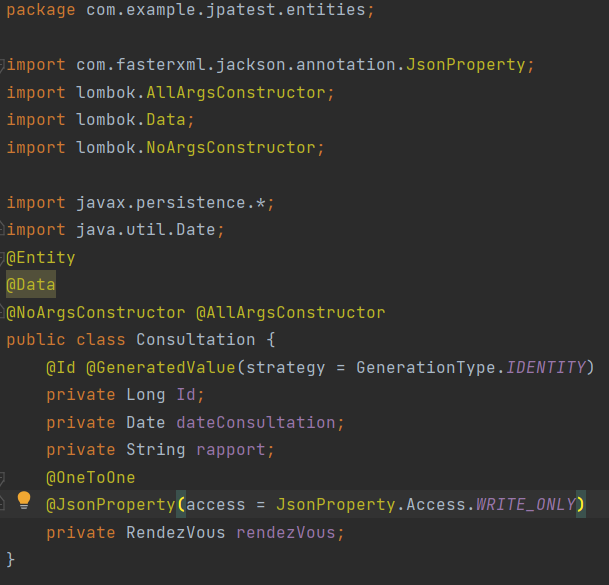 package com.example.jpatest.entities;
import com.fasterxml.jackson.annotation.JsonProperty;
import lombok.AllArgsConstructor;
import lombok.Data;
import lombok.NoArgsConstructor;
import javax.persistence.*;
import java.util.Date;
@Entity
@Data
@NoArgsConstructor @AllArgsConstructor
public class Consultation {
@Id @GeneratedValue(strategy = GenerationType.IDENTITY)
private Long Id;
private Date dateConsultation;
private String rapport;
@OneToOne
@JsonProperty(access = JsonProperty.Access.WRITE_ONLY)
private RendezVous rendezVous;
}